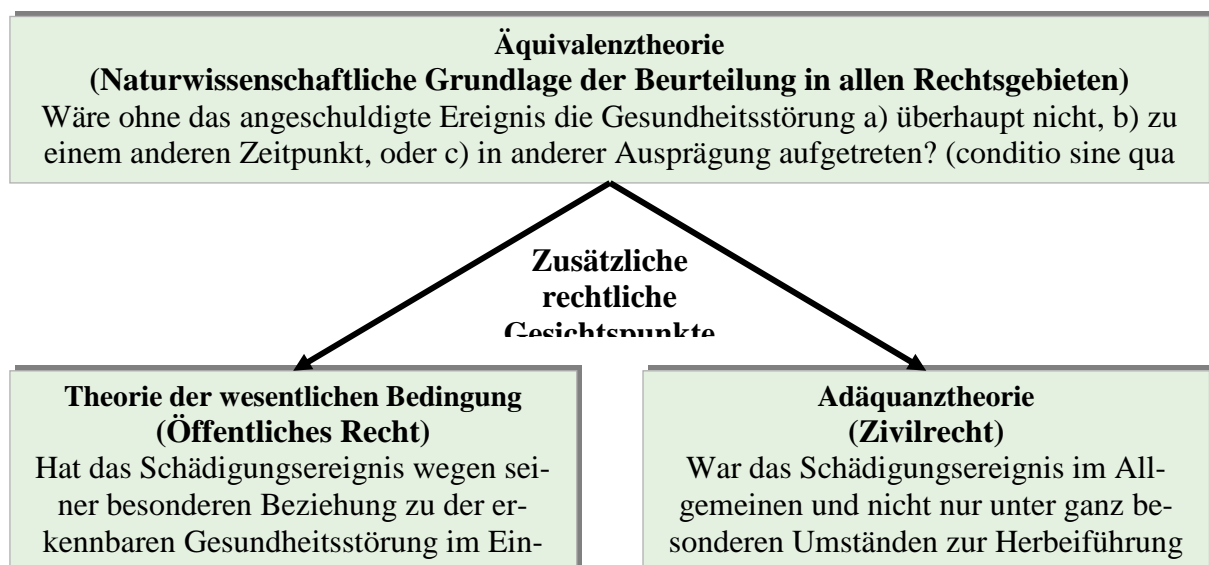 Äquivalenztheorie
(Naturwissenschaftliche Grundlage der Beurteilung in allen Rechtsgebieten)
Wäre ohne das angeschuldigte Ereignis die Gesundheitsstörung a) überhaupt nicht, b) zu
einem anderen Zeitpunkt, oder c) in anderer Ausprägung aufgetreten? (conditio sine qua
Zusätzliche
rechtliche
Gesichtspunkte
Theorie der wesentlichen Bedingung
(Öffentliches Recht)
Hat das Schädigungsereignis wegen sei-
ner besonderen Beziehung zu der er-
kennbaren Gesundheitsstörung im Ein-
Adäquanztheorie
(Zivilrecht)
War das Schädigungsereignis im All-
gemeinen und nicht nur unter ganz be-
sonderen Umständen zur Herbeiführung